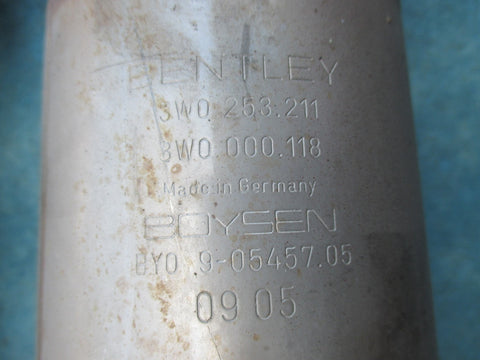 BENTLEY
3W0.253.211
3W0.000.118
Made in Germany
BOYSEN
BY0 .9-05457.05
09 05